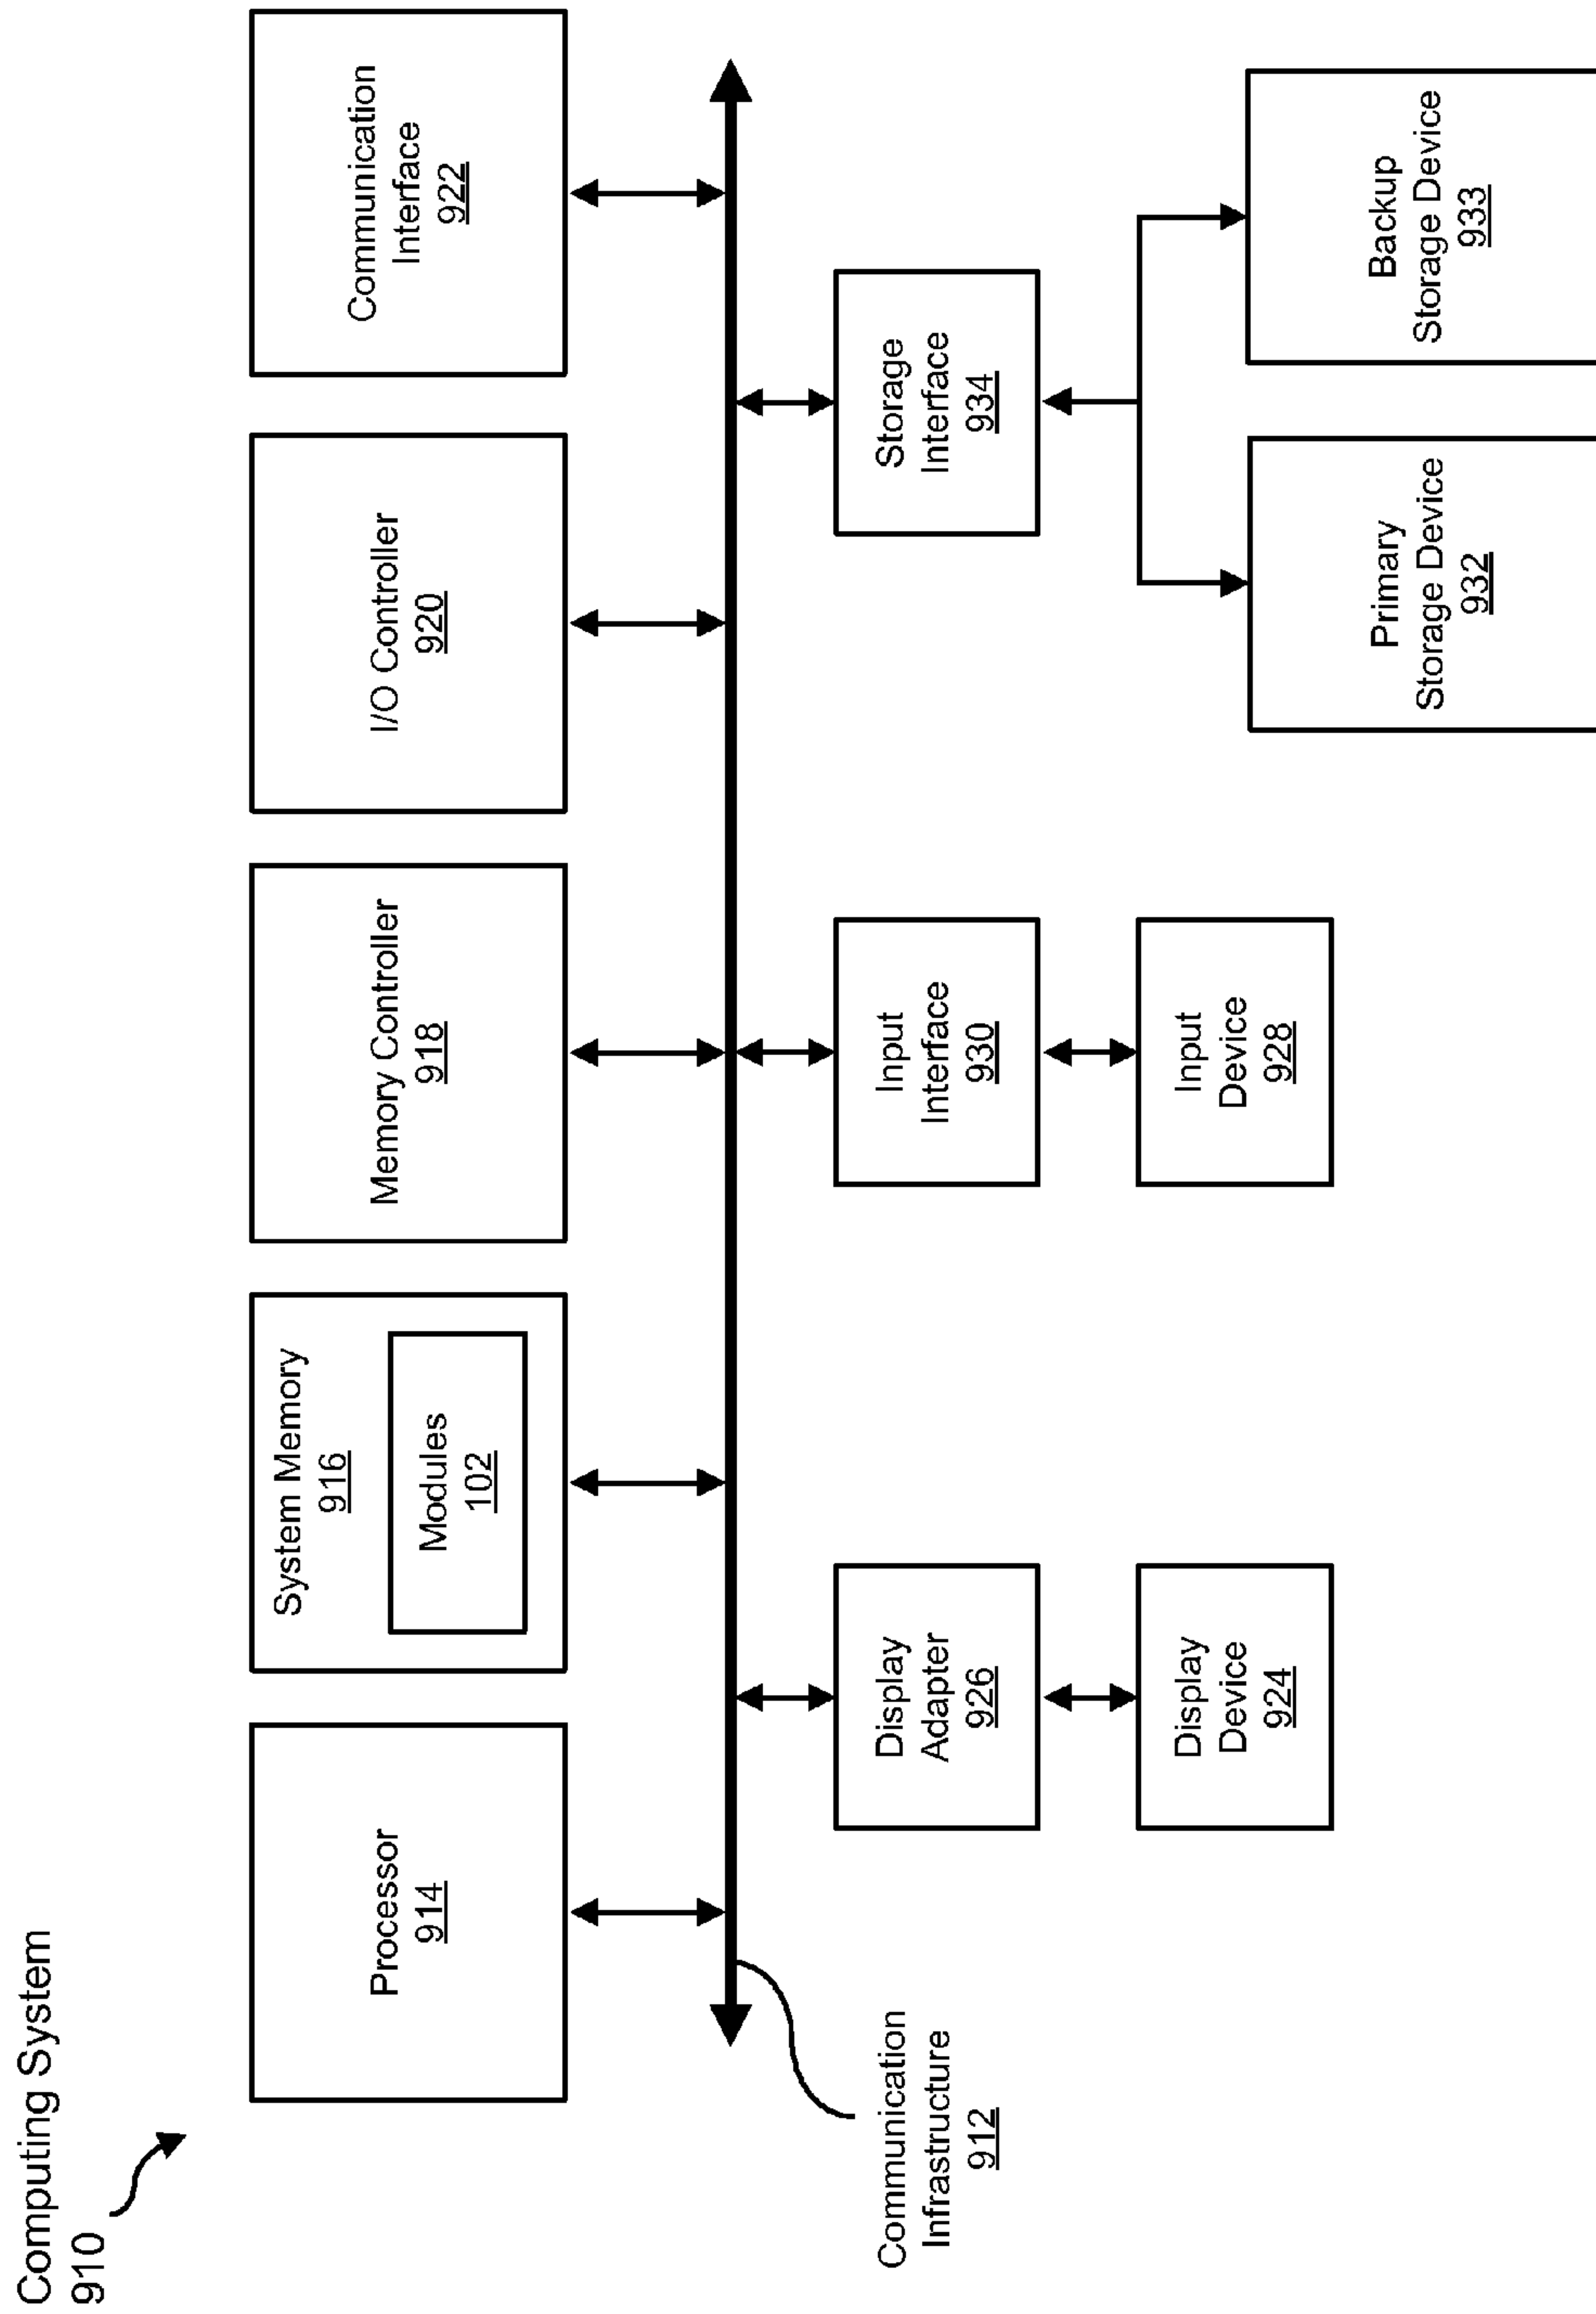 Computing System
910
Processor
914
System Memory
916
Modules
102
Memory Controller
918
I/O Controller
920
Communication
Interface
922
Communication
Infrastructure
912
Display
Adapter
926
Input
Interface
930
Storage
Interface
934
Display
Device
924
Input
Device
928
Primary
Storage Device
932
Backup
Storage Device
933